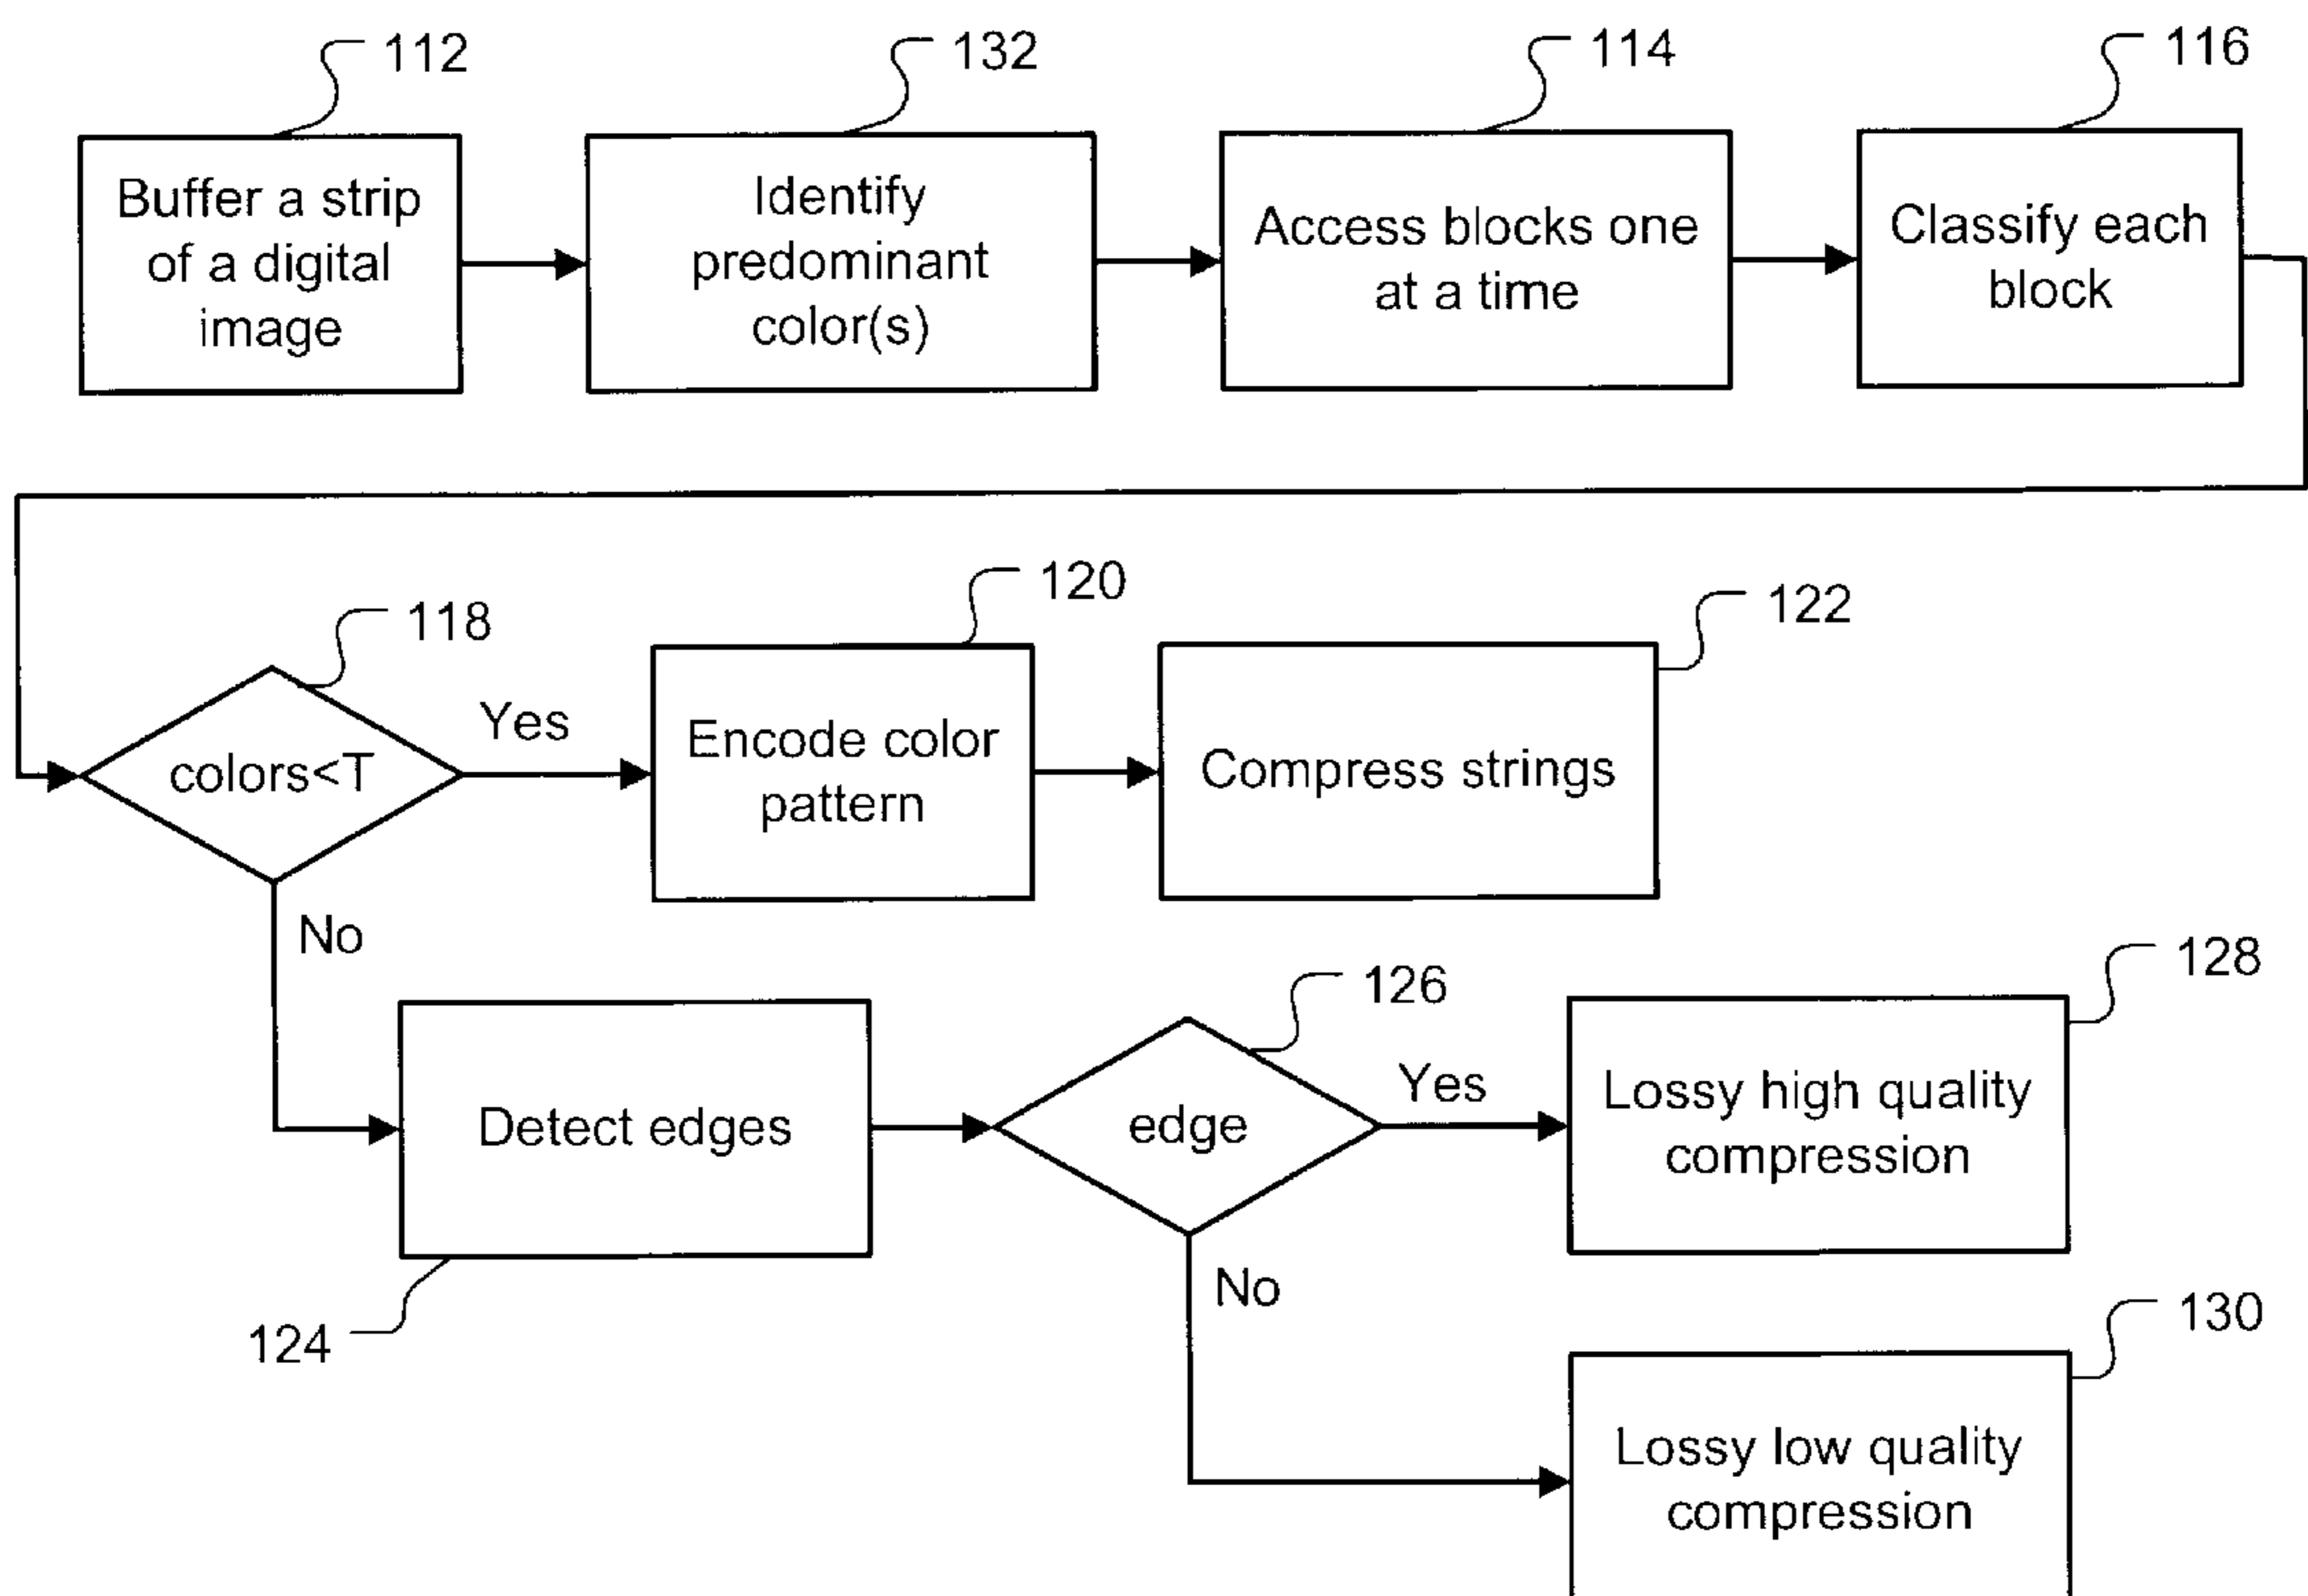 112
132
114
116
Buffer a strip
of a digital
image
Identify
predominant
color(s)
Access blocks one
at a time
Classify each
block
118
120
122
colors<T
Yes
Encode color
pattern
Compress strings
No
126
128
Detect edges
edge
Yes
Lossy high quality
compression
124
No
130
Lossy low quality
compression